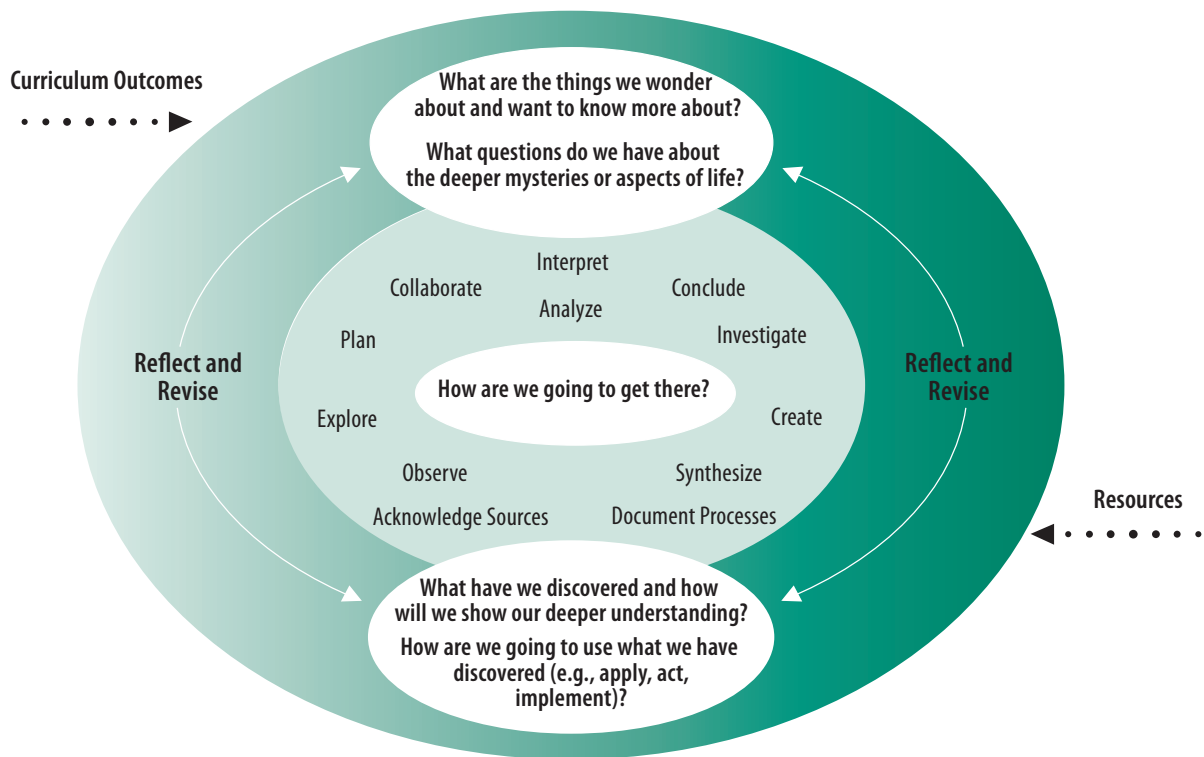 Curriculum Outcomes
What are the things we wonder
about and want to know more about?
What questions do we have about
the deeper mysteries or aspects of life?
Interpret
Collaborate
Conclude
Analyze
Plan
Investigate
Reflect and
Revise
How are we going to get there?
Reflect and
Revise
Explore
Create
Observe
Synthesize
Acknowledge Sources
Document Processes
Resources
What have we discovered and how
will we show our deeper understanding?
How are we going to use what we have
discovered (e.g., apply, act,
implement)?